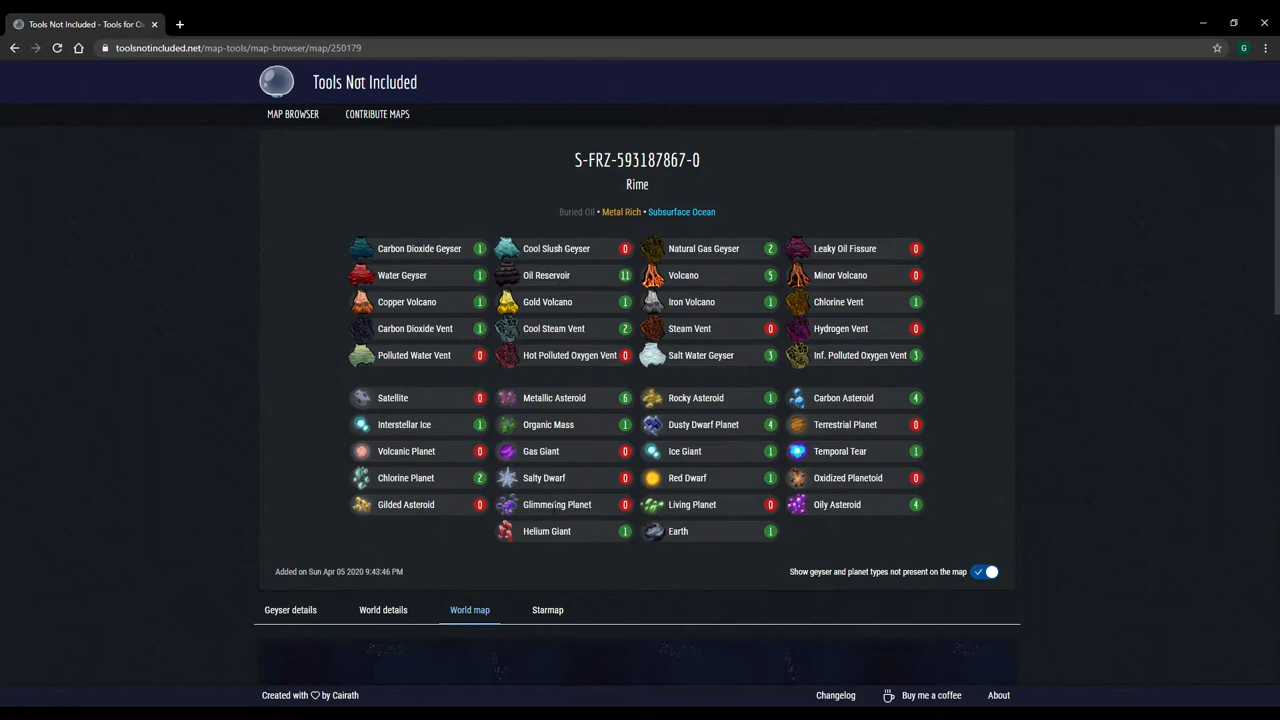 Tools Not Included - Tools for Ox
toolsnotincluded.net/map-tools/map-browser/map/250179
G
Tools Not Included
MAP BROWSER CONTRIBUTE MAPS
S-FRZ-593187867-0
Rime
Buried Oil • Metal Rich • Subsurface Ocean
Carbon Dioxide Geyser 1 Cool Slush Geyser 0 Natural Gas Geyser 2 Leaky Oil Fissure 0
Water Geyser 1 Oil Reservoir 11 Volcano 5 Minor Volcano 0
Copper Volcano 1 Gold Volcano 1 Iron Volcano 1 Chlorine Vent 1
Carbon Dioxide Vent 1 Cool Steam Vent 2 Steam Vent 0 Hydrogen Vent 0
Polluted Water Vent 0 Hot Polluted Oxygen Vent 0 Salt Water Geyser 3 Inf. Polluted Oxygen Vent 3
Satellite 0 Metallic Asteroid 6 Rocky Asteroid 1 Carbon Asteroid 4
Interstellar Ice 1 Organic Mass 1 Dusty Dwarf Planet 4 Terrestrial Planet 0
Volcanic Planet 0 Gas Giant 0 Ice Giant 1 Temporal Tear 1
Chlorine Planet 2 Salty Dwarf 0 Red Dwarf 1 Oxidized Planetoid 0
Gilded Asteroid 0 Glimmering Planet 0 Living Planet 0 Oily Asteroid 4
Helium Giant 1 Earth 1
Added on Sun Apr 05 2020 9:43:46 PM Show geyser and planet types not present on the map
Geyser details World details World map Starmap
Created with ♡ by Cairath Changelog Buy me a coffee About